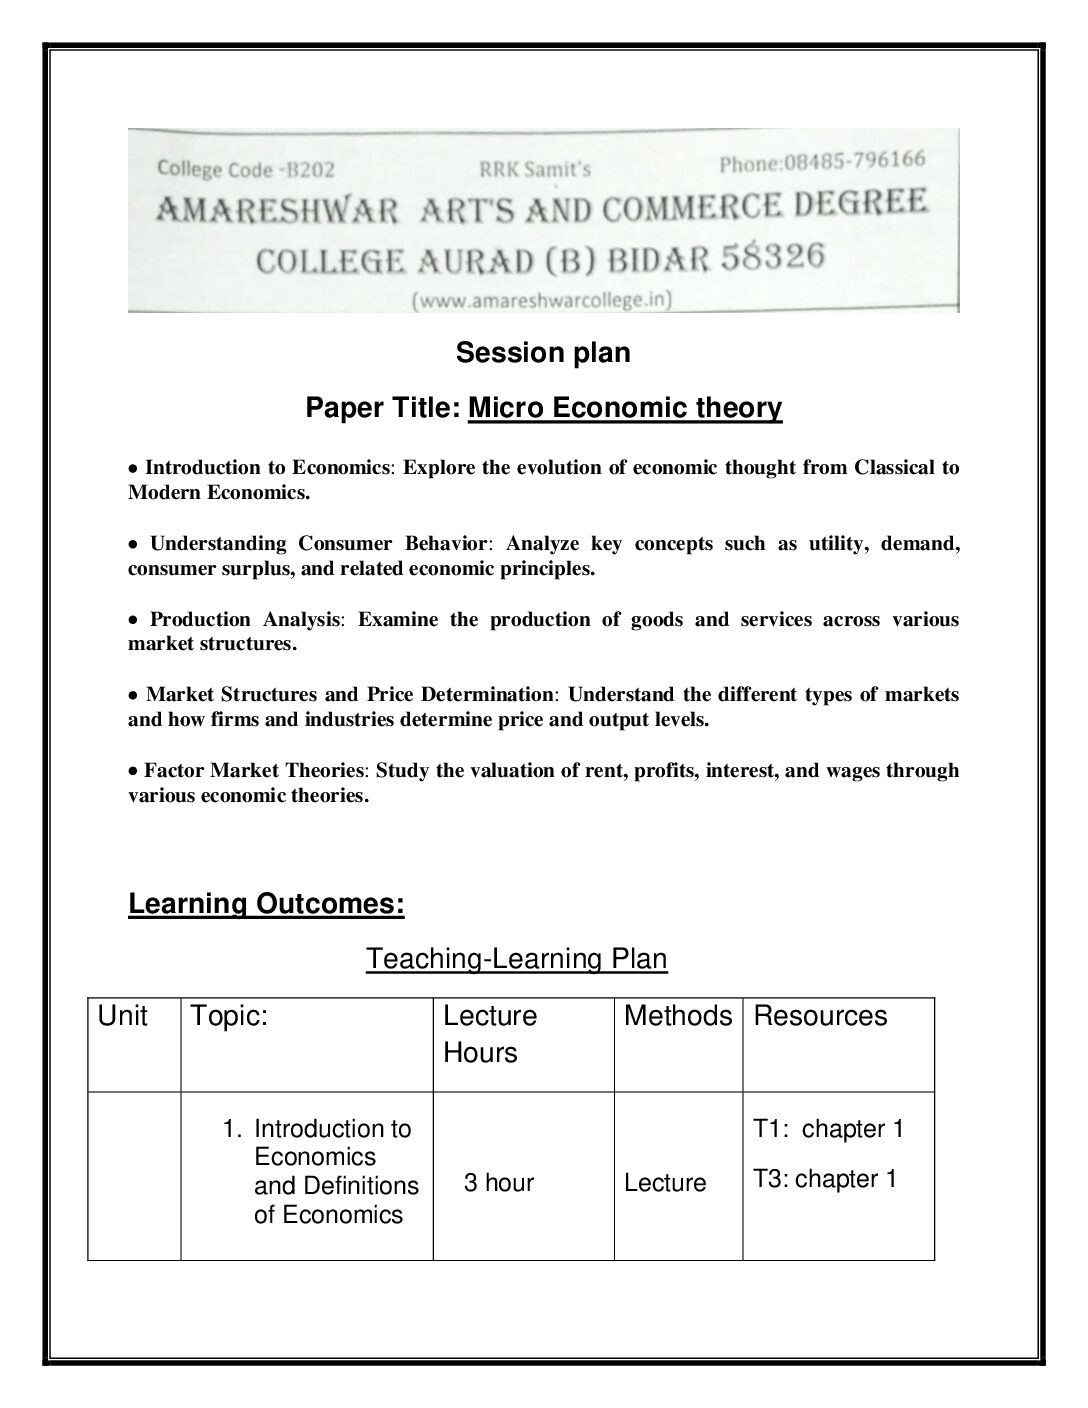 College Code -B202 RRK Samit's Phone:08485-796166
AMARESHWAR ART'S AND COMMERCE DEGREE
COLLEGE AURAD (B) BIDAR 58326
(www.amareshwarcollege.in)
Session plan
Paper Title: Micro Economic theory
• Introduction to Economics: Explore the evolution of economic thought from Classical to
Modern Economics.
• Understanding Consumer Behavior: Analyze key concepts such as utility, demand,
consumer surplus, and related economic principles.
• Production Analysis: Examine the production of goods and services across various
market structures.
• Market Structures and Price Determination: Understand the different types of markets
and how firms and industries determine price and output levels.
• Factor Market Theories: Study the valuation of rent, profits, interest, and wages through
various economic theories.
Learning Outcomes:
Teaching-Learning Plan
Unit Topic: Lecture Methods Resources
Hours
1. Introduction to T1: chapter 1
Economics
and Definitions 3 hour Lecture T3: chapter 1
of Economics